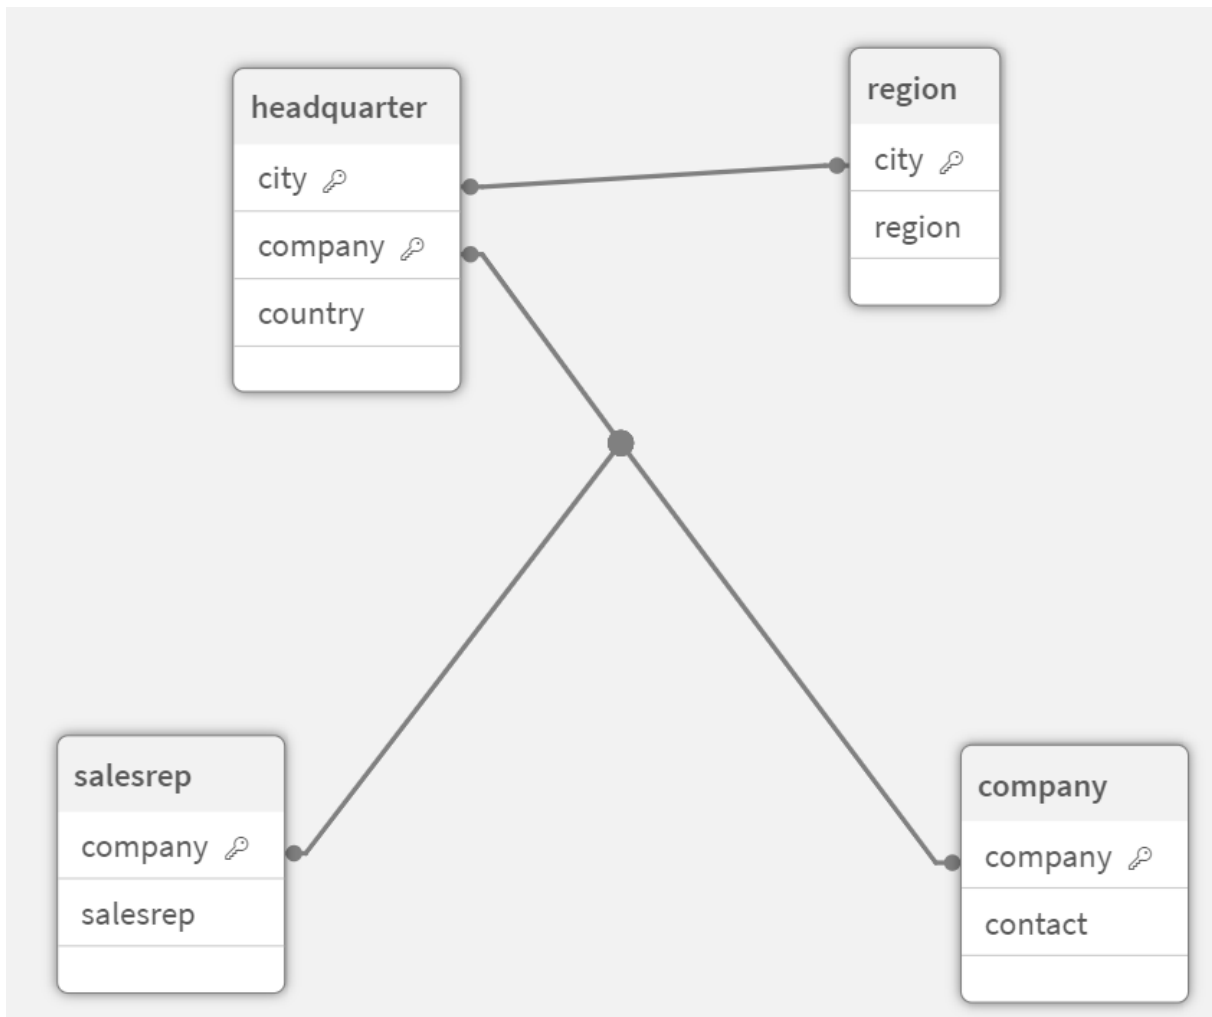 headquarter
city
company
country
region
city
region
salesrep
company
salesrep
company
company
contact